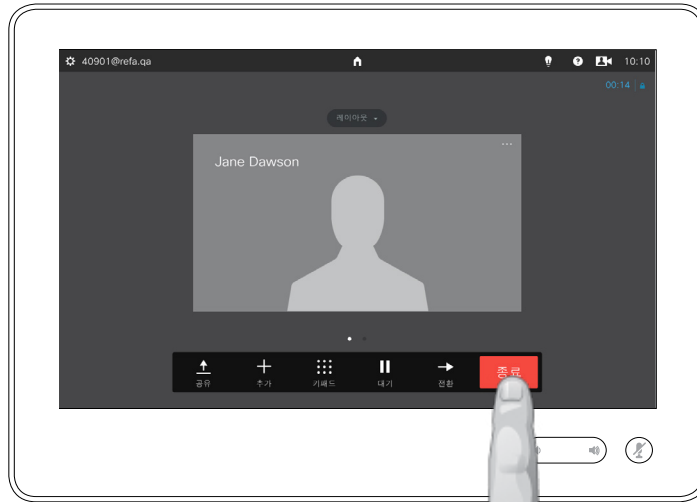 40901@refa.qa
10:10
00:14
레이아웃
Jane Dawson
공유
추가
키패드
대기
전환
종료